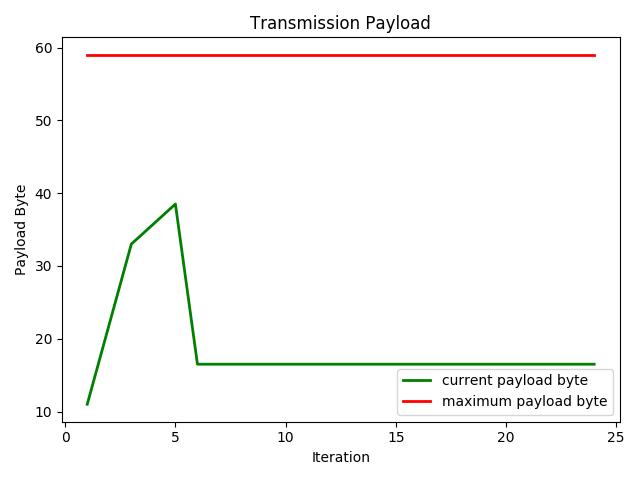 Transmission Payload
60
50
40
30
20
10
Payload Byte
0
5
10
15
20
25
Iteration
current payload byte
maximum payload byte